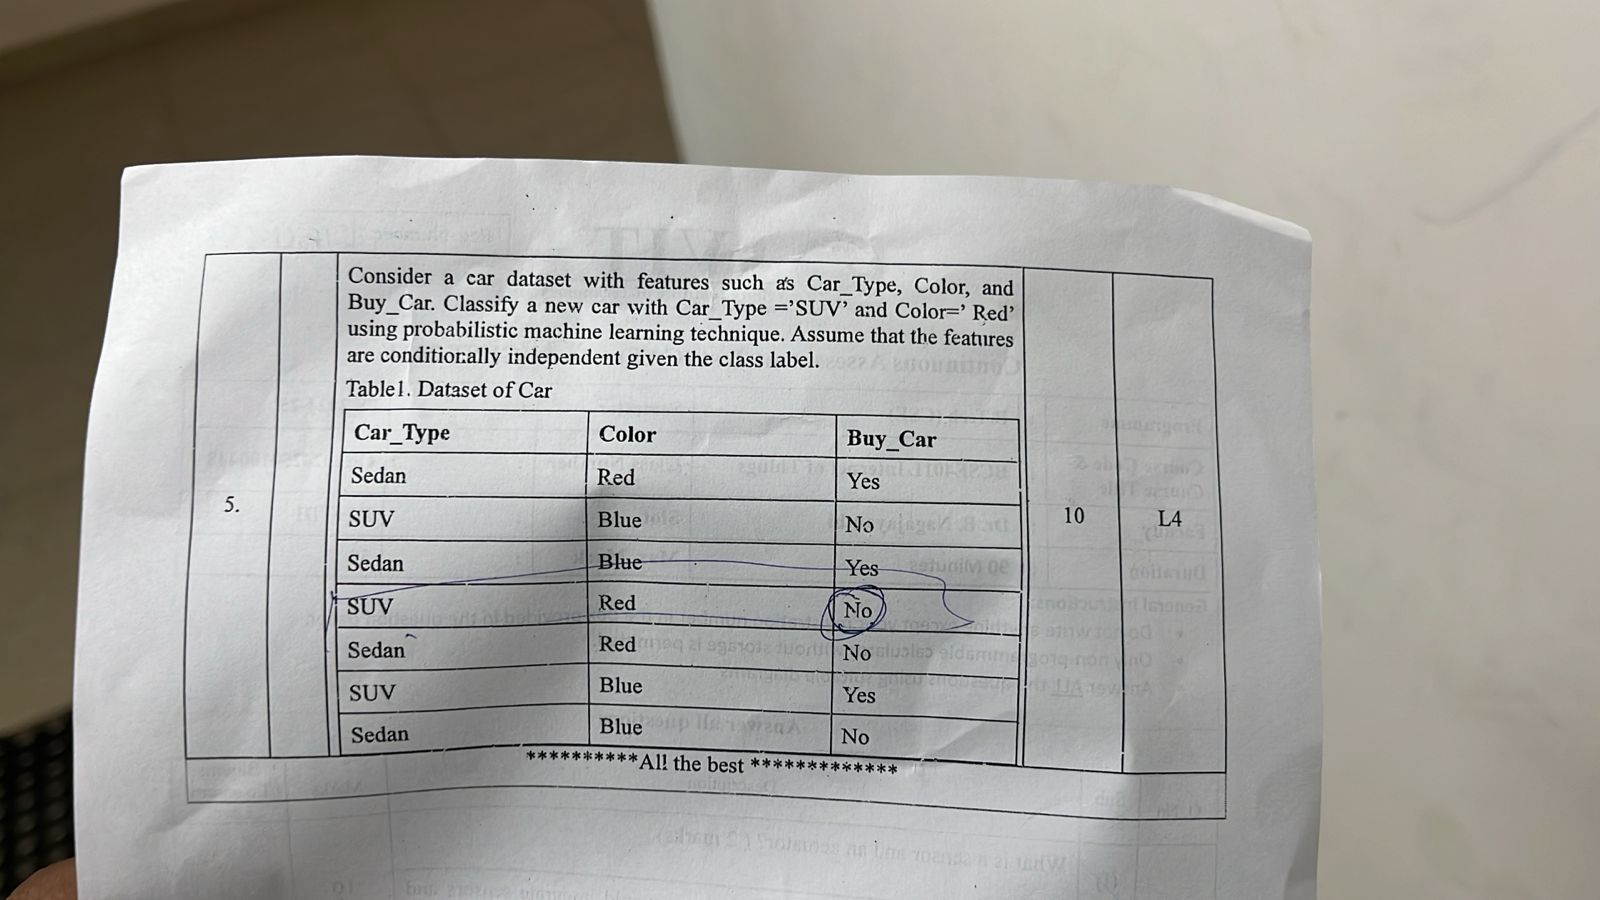 Consider a car dataset with features such as Car_Type, Color, and
Buy_Car. Classify a new car with Car_Type ='SUV' and Color=' Red'
using probabilistic machine learning technique. Assume that the features
are conditionally independent given the class label.
Table1. Dataset of Car
Car_Type Color Buy_Car
Sedan Red Yes
SUV Blue No
5. 10 L4
Sedan Blue Yes
SUV Red No
Sedan Red No
SUV Blue Yes
Sedan Blue No
**********All the best *************